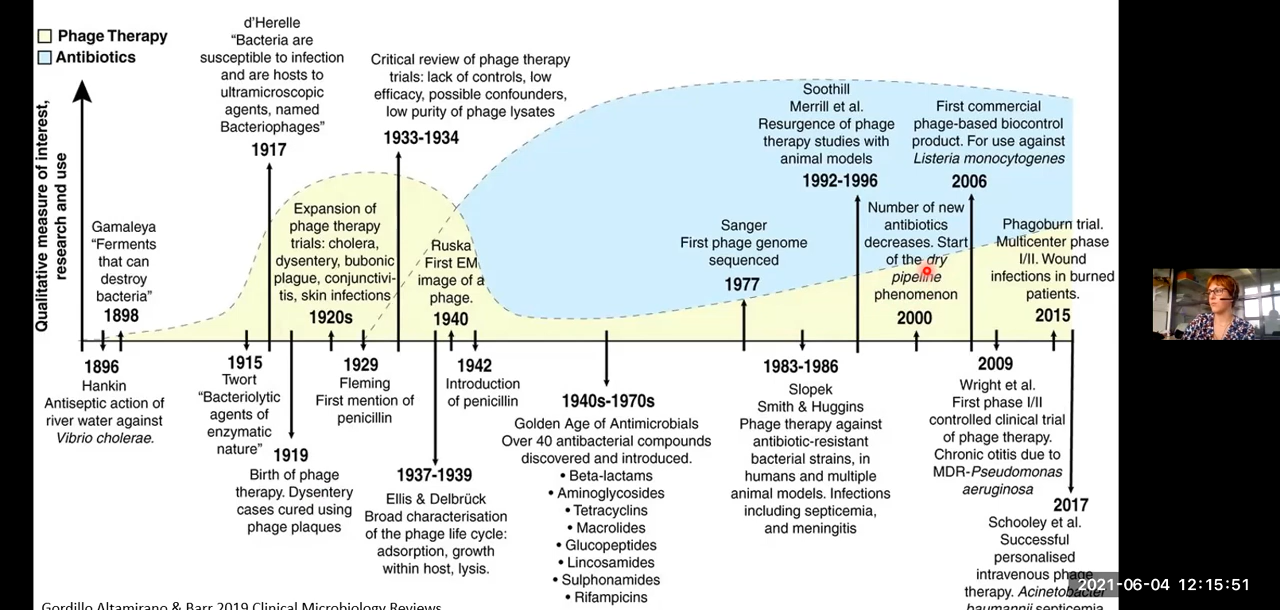 Phage Therapy
Antibiotics
Qualitative measure of interest,
research and use
Gamaleya
“Ferments
that can
destroy
bacteria”
1898
1896
Hankin
Antiseptic action of
river water against
Vibrio cholerae.
d’Herelle
“Bacteria are
susceptible to infection
and are hosts to
ultramicroscopic
agents, named
Bacteriophages”
1917
1915
Twort
“Bacteriolytic
agents of
enzymatic
nature”
1919
Birth of phage
therapy. Dysentery
cases cured using
phage plaques
Expansion of
phage therapy
trials: cholera,
dysentery, bubonic
plague, conjunctivi-
tis, skin infections
1920s
1929
Fleming
First mention of
penicillin
Critical review of phage therapy
trials: lack of controls, low
efficacy, possible confounders,
low purity of phage lysates
1933-1934
1937-1939
Ellis & Delbrück
Broad characterisation
of the phage life cycle:
adsorption, growth
within host, lysis.
Ruska
First EM
image of a
phage.
1940
1942
Introduction
of penicillin
1940s-1970s
Golden Age of Antimicrobials
Over 40 antibacterial compounds
discovered and introduced.
• Beta-lactams
• Aminoglycosides
• Tetracyclins
• Macrolides
• Glucopeptides
• Lincosamides
• Sulphonamides
• Rifampicins
Sanger
First phage genome
sequenced
1977
1983-1986
Slopek
Smith & Huggins
Phage therapy against
antibiotic-resistant
bacterial strains, in
humans and multiple
animal models. Infections
including septicemia,
and meningitis
Soothill
Merrill et al.
Resurgence of phage
therapy studies with
animal models
1992-1996
Number of new
antibiotics
decreases. Start
of the dry
pipeline
phenomenon
2000
First commercial
phage-based biocontrol
product. For use against
Listeria monocytogenes
2006
2009
Wright et al.
First phase I/II
controlled clinical trial
of phage therapy.
Chronic otitis due to
MDR-Pseudomonas
aeruginosa
Phagoburn trial.
Multicenter phase
I/II. Wound
infections in burned
patients.
2015
2017
Schooley et al.
Successful
personalised
intravenous phage
therapy. Acinetobacter
baumannii septicemia
Gordillo Altamirano & Barr 2019 Clinical Microbiology Reviews
2021-06-04 12:15:51